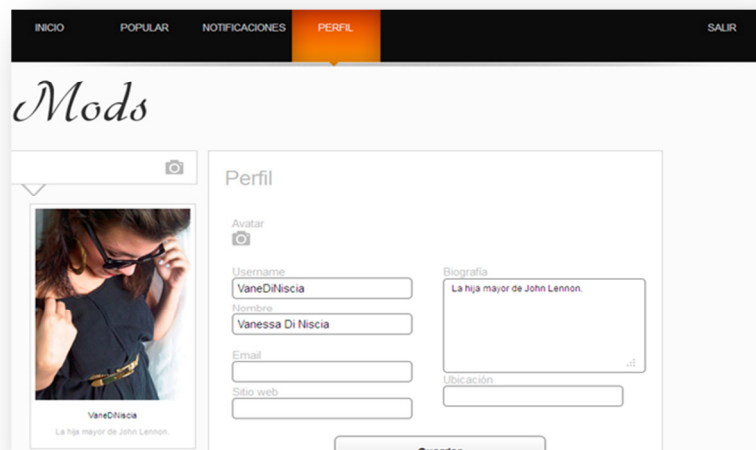 INICIO POPULAR NOTIFICACIONES PERFIL SALIR
Mods
VaneDiNiscia
La hija mayor de John Lennon.
Perfil
Avatar
Username
VaneDiNiscia
Nombre
Vanessa Di Niscia
Email
Sitio web
Biografía
La hija mayor de John Lennon.
Ubicación